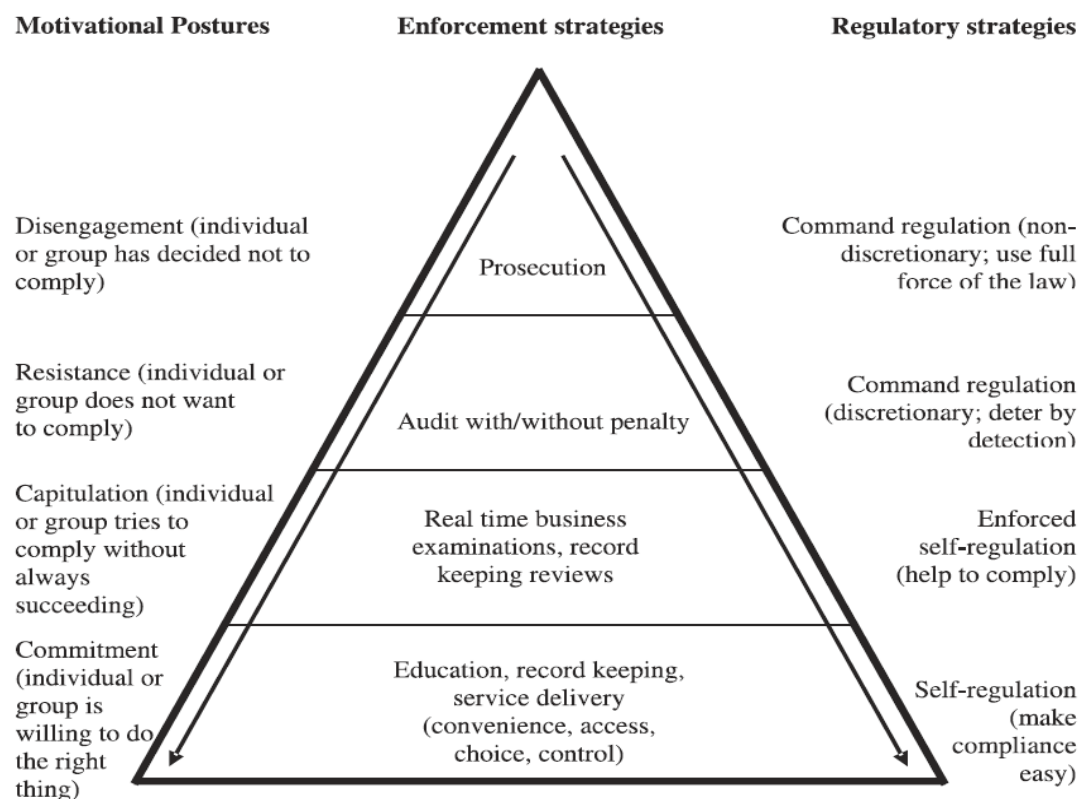 Motivational Postures
Enforcement strategies
Regulatory strategies
Disengagement (individual
or group has decided not to
comply)
Prosecution
Command regulation (non-
discretionary; use full
force of the law)
Resistance (individual or
group does not want
to comply)
Audit with/without penalty
Command regulation
(discretionary; deter by
detection)
Capitulation (individual
or group tries to
comply without
always
succeeding)
Real time business
examinations, record
keeping reviews
Enforced
self-regulation
(help to comply)
Commitment
(individual or
group is
willing to do
the right
thing)
Education, record keeping,
service delivery
(convenience, access,
choice, control)
Self-regulation
(make
compliance
easy)